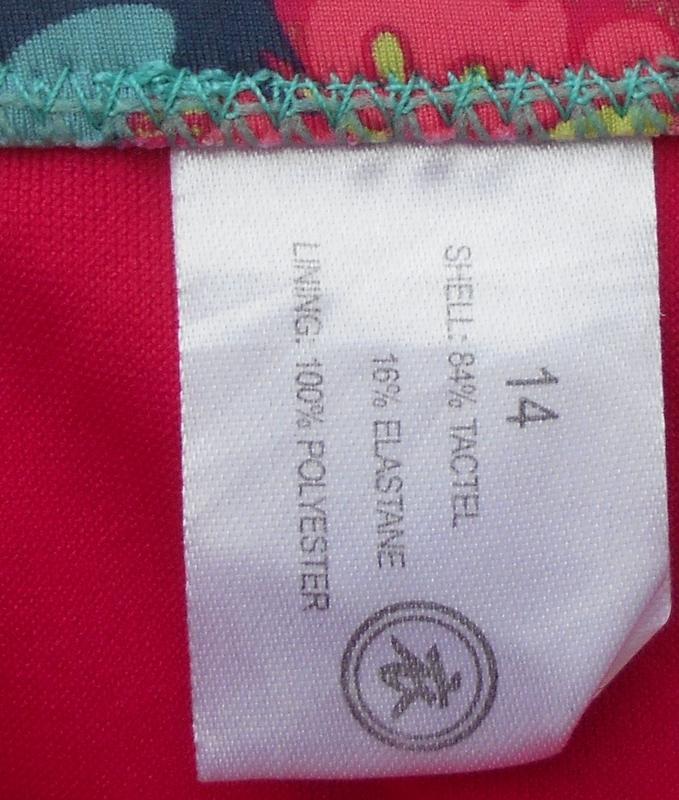 14
SHELL: 84% TACTEL
16% ELASTANE
LINING: 100% POLYESTER